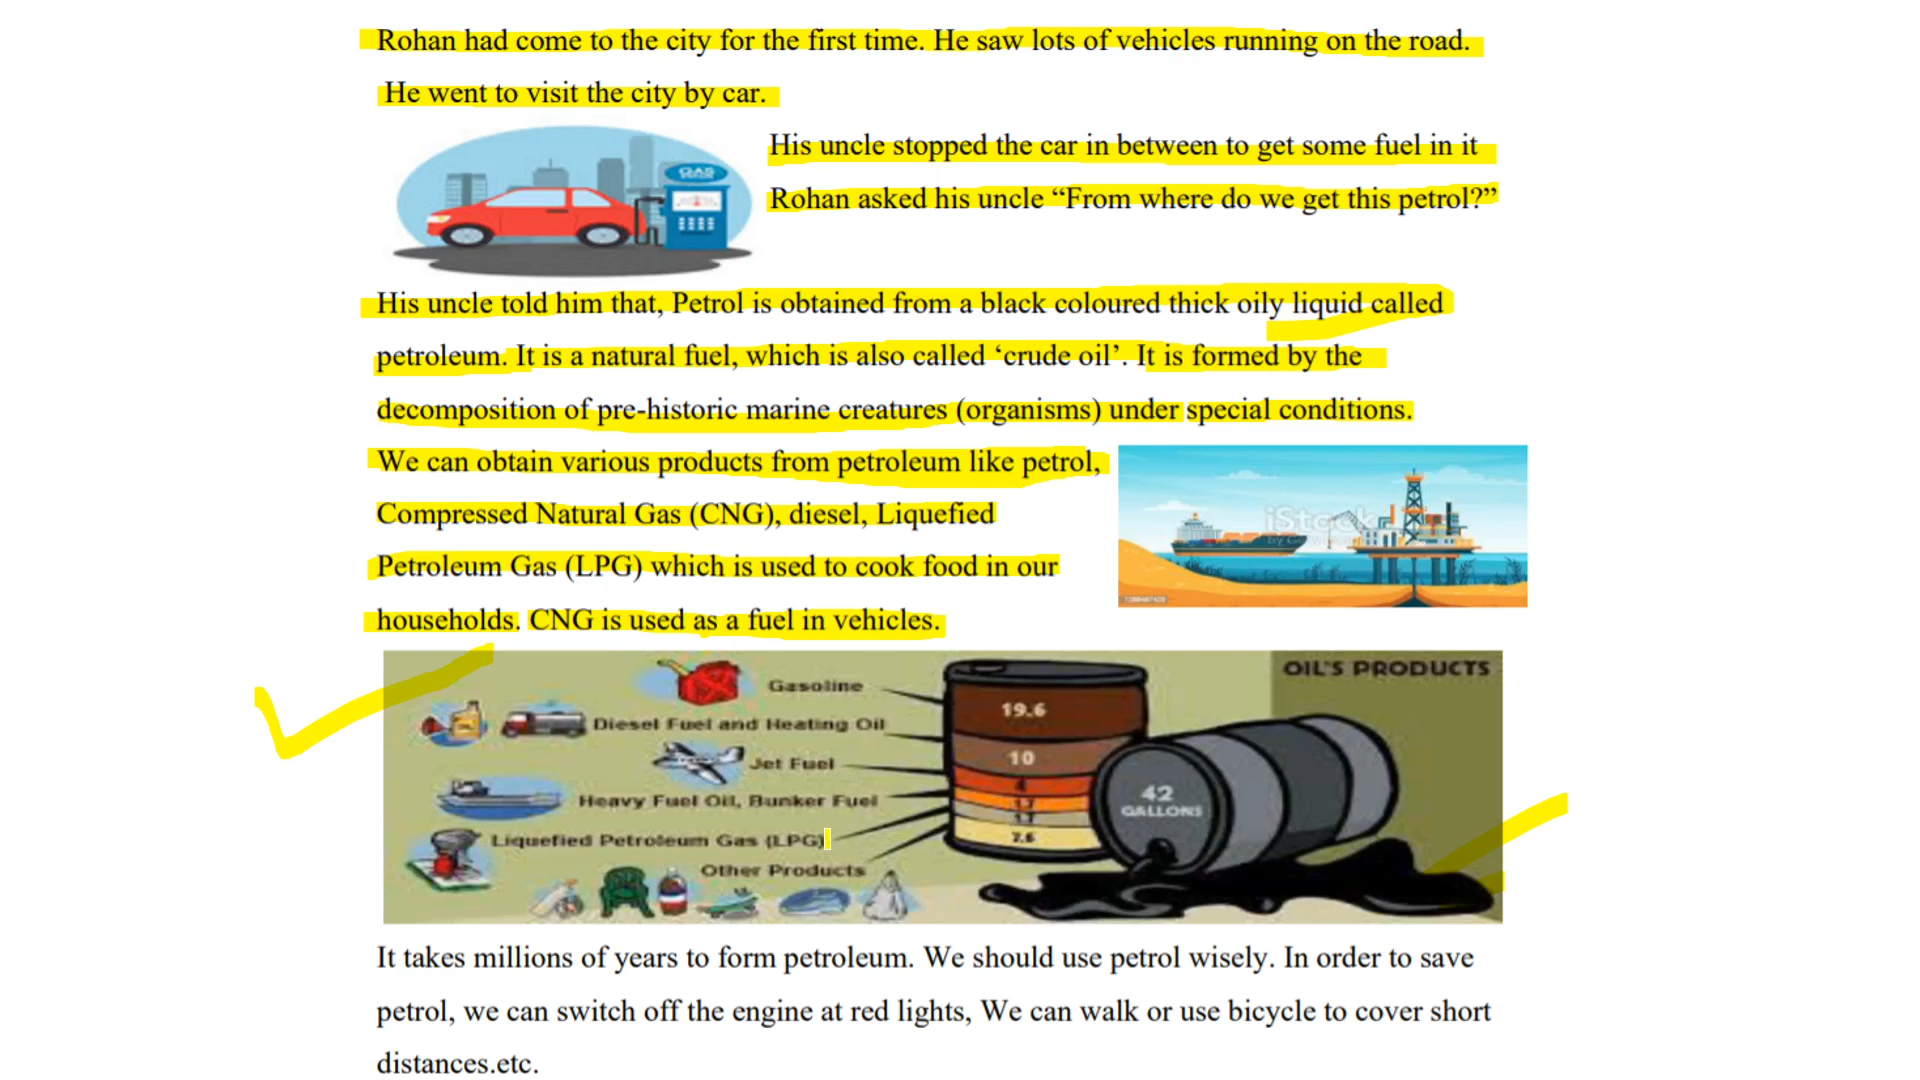 Rohan had come to the city for the first time. He saw lots of vehicles running on the road.
He went to visit the city by car.
His uncle stopped the car in between to get some fuel in it
GAS
Rohan asked his uncle “From where do we get this petrol?”
His uncle told him that, Petrol is obtained from a black coloured thick oily liquid called
petroleum. It is a natural fuel, which is also called ‘crude oil’. It is formed by the
decomposition of pre-historic marine creatures (organisms) under special conditions.
We can obtain various products from petroleum like petrol,
Compressed Natural Gas (CNG), diesel, Liquefied
Petroleum Gas (LPG) which is used to cook food in our
households. CNG is used as a fuel in vehicles.
iStock
OIL'S PRODUCTS
Gasoline
19.6
Diesel Fuel and Heating Oil
10
Jet Fuel
4
Heavy Fuel Oil, Bunker Fuel
1.7
Liquefied Petroleum Gas (LPG)
1.7
Other Products
7.6
42
GALLONS
It takes millions of years to form petroleum. We should use petrol wisely. In order to save
petrol, we can switch off the engine at red lights, We can walk or use bicycle to cover short
distances.etc.